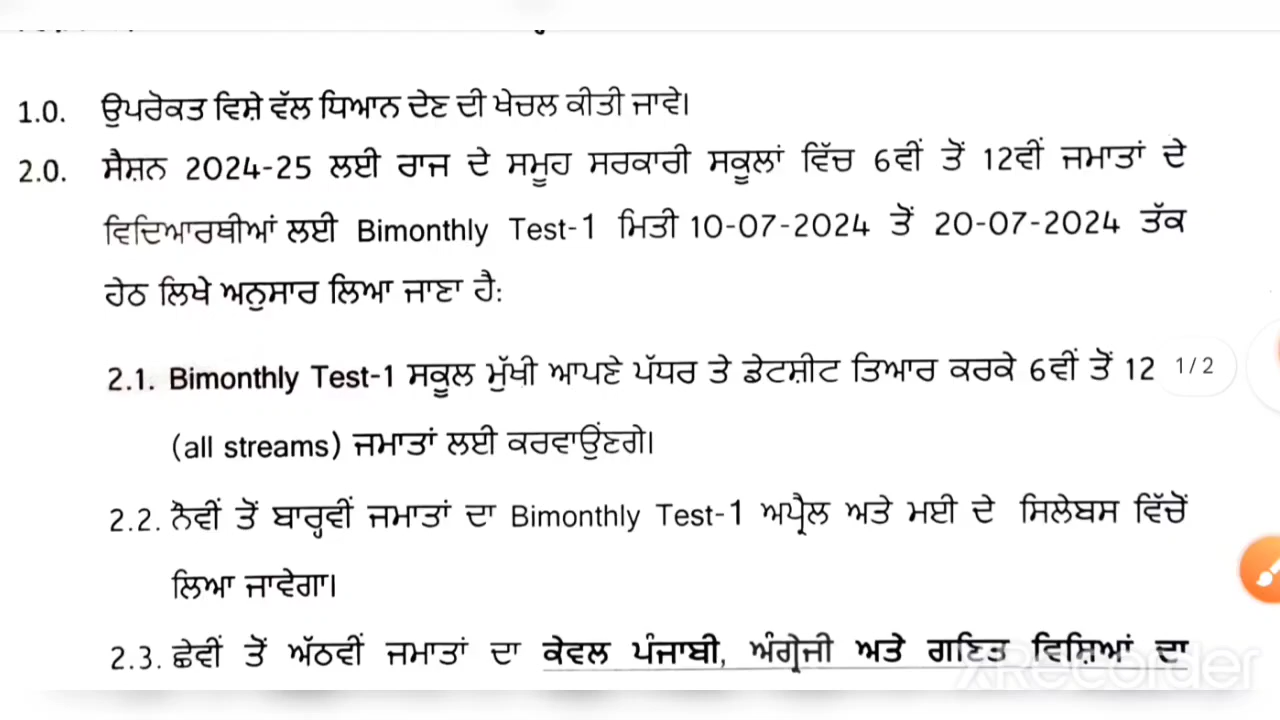 1.0. ਉਪਰੋਕਤ ਵਿਸ਼ੇ ਵੱਲ ਧਿਆਨ ਦੇਣ ਦੀ ਖੇਚਲ ਕੀਤੀ ਜਾਵੇ।
2.0. ਸੈਸ਼ਨ 2024-25 ਲਈ ਰਾਜ ਦੇ ਸਮੂਹ ਸਰਕਾਰੀ ਸਕੂਲਾਂ ਵਿੱਚ 6ਵੀਂ ਤੋਂ 12ਵੀਂ ਜਮਾਤਾਂ ਦੇ
ਵਿਦਿਆਰਥੀਆਂ ਲਈ Bimonthly Test-1 ਮਿਤੀ 10-07-2024 ਤੋਂ 20-07-2024 ਤੱਕ
ਹੇਠ ਲਿਖੇ ਅਨੁਸਾਰ ਲਿਆ ਜਾਣਾ ਹੈ:
2.1. Bimonthly Test-1 ਸਕੂਲ ਮੁੱਖੀ ਆਪਣੇ ਪੱਧਰ ਤੇ ਡੇਟਸ਼ੀਟ ਤਿਆਰ ਕਰਕੇ 6ਵੀਂ ਤੋਂ 12
1/2
(all streams) ਜਮਾਤਾਂ ਲਈ ਕਰਵਾਉਂਣਗੇ।
2.2. ਨੌਵੀਂ ਤੋਂ ਬਾਰ੍ਹਵੀਂ ਜਮਾਤਾਂ ਦਾ Bimonthly Test-1 ਅਪ੍ਰੈਲ ਅਤੇ ਮਈ ਦੇ ਸਿਲੇਬਸ ਵਿੱਚੋਂ
ਲਿਆ ਜਾਵੇਗਾ।
2.3. ਛੇਵੀਂ ਤੋਂ ਅੱਠਵੀਂ ਜਮਾਤਾਂ ਦਾ ਕੇਵਲ ਪੰਜਾਬੀ, ਅੰਗ੍ਰੇਜੀ ਅਤੇ ਗਣਿਤ ਵਿਸ਼ਿਆਂ ਦਾ
XRecorder